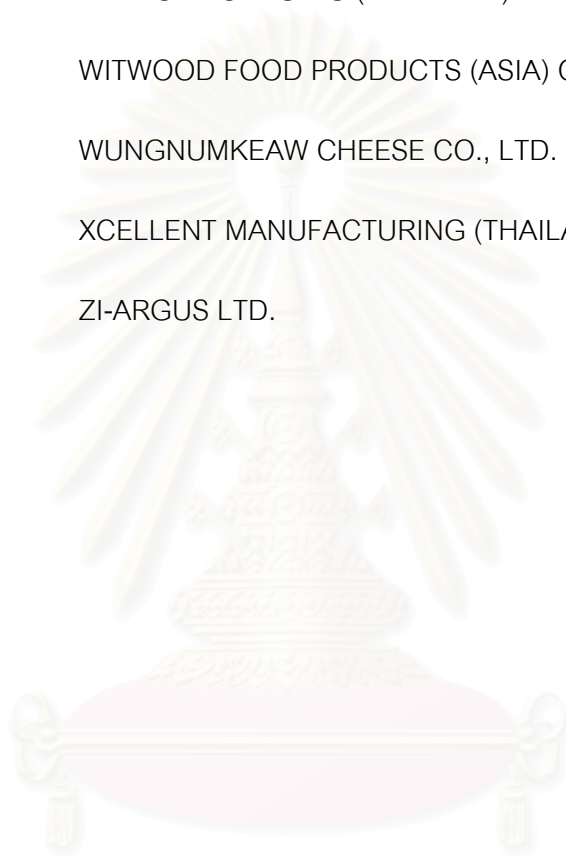 WITWOOD FOOD PRODUCTS (ASIA)
WUNGNUMKEAW CHEESE CO., LTD.
XCELLENT MANUFACTURING
ZI-ARGUS LTD.